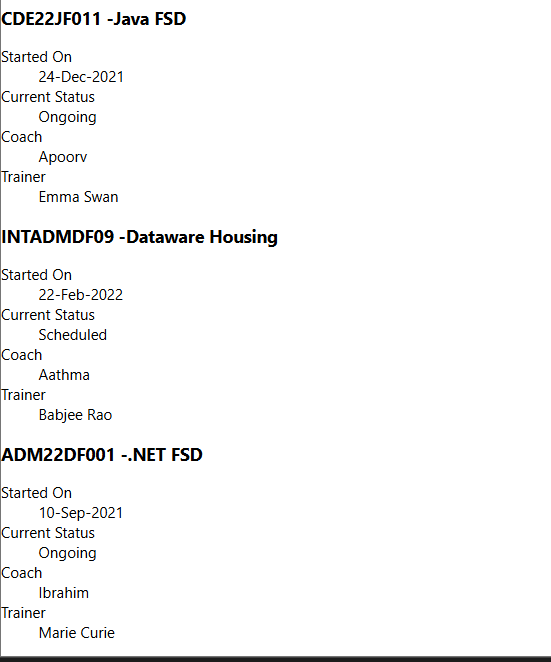 CDE22JF011 -Java FSD
Started On
24-Dec-2021
Current Status
Ongoing
Coach
Apoorv
Trainer
Emma Swan
INTADMDF09 -Dataware Housing
Started On
22-Feb-2022
Current Status
Scheduled
Coach
Aathma
Trainer
Babjee Rao
ADM22DF001 -.NET FSD
Started On
10-Sep-2021
Current Status
Ongoing
Coach
Ibrahim
Trainer
Marie Curie